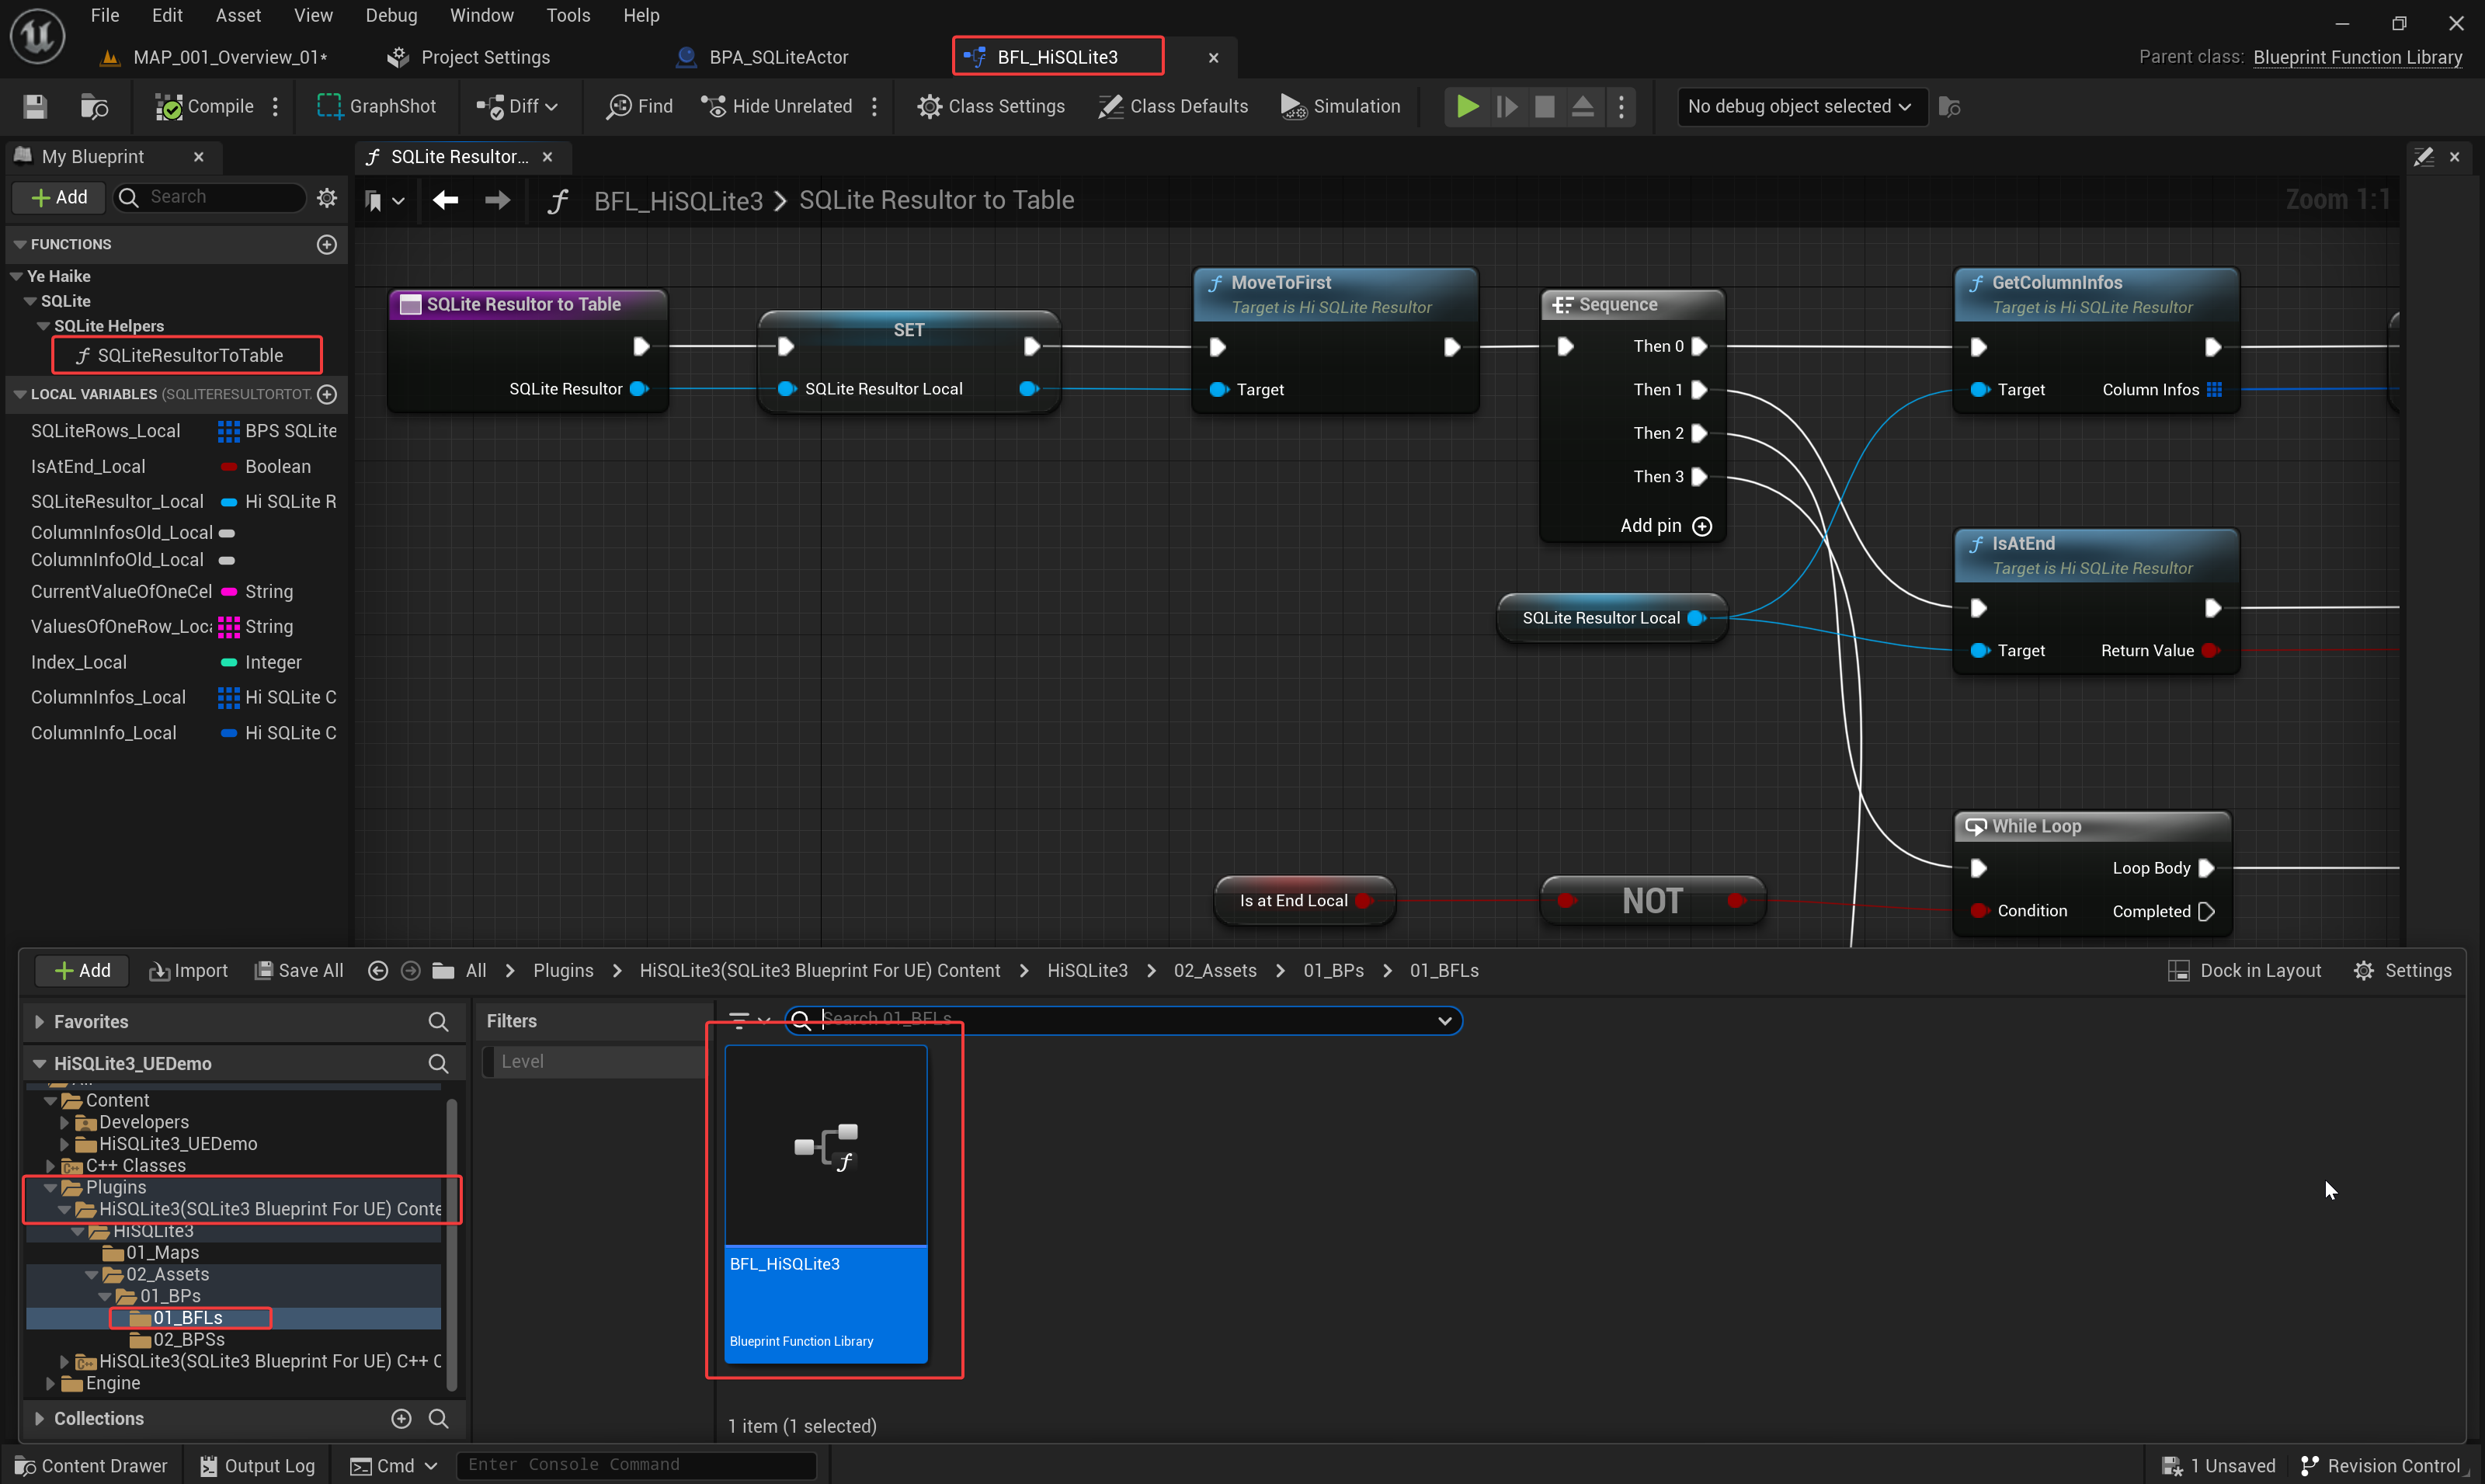 File Edit Asset View Debug Window Tools Help
MAP_001_Overview_01* Project Settings BPA_SQLiteActor BFL_HiSQLite3 Parent class: Blueprint Function Library
Compile GraphShot Diff Find Hide Unrelated Class Settings Class Defaults Simulation No debug object selected
My Blueprint SQLite Resultor...
Add Search BFL_HiSQLite3 > SQLite Resultor to Table Zoom 1:1
FUNCTIONS
Ye Haike
SQLite
SQLite Helpers
SQLiteResultorToTable
LOCAL VARIABLES (SQLITERESULTORTOT.
SQLiteRows_Local BPS SQLite
IsAtEnd_Local Boolean
SQLiteResultor_Local Hi SQLite R
ColumnInfosOld_Local
ColumnInfoOld_Local
CurrentValueOfOneCel String
ValuesOfOneRow_Loca String
Index_Local Integer
ColumnInfos_Local Hi SQLite C
ColumnInfo_Local Hi SQLite C
SQLite Resultor to Table
SQLite Resultor
SET
SQLite Resultor Local
MoveToFirst
Target is Hi SQLite Resultor
Target
Sequence
Then 0
Then 1
Then 2
Then 3
Add pin
GetColumnInfos
Target is Hi SQLite Resultor
Target Column Infos
SQLite Resultor Local
IsAtEnd
Target is Hi SQLite Resultor
Target Return Value
Is at End Local
NOT
While Loop
Loop Body
Condition Completed
Add Import Save All All > Plugins > HiSQLite3(SQLite3 Blueprint For UE) Content > HiSQLite3 > 02_Assets > 01_BPs > 01_BFLs Dock in Layout Settings
Favorites Filters Search 01_BFLs
HiSQLite3_UEDemo Level
All
Content
Developers
HiSQLite3_UEDemo
C++ Classes
Plugins
HiSQLite3(SQLite3 Blueprint For UE) Conte
HiSQLite3
01_Maps
02_Assets
01_BPs
01_BFLs
02_BPSs
HiSQLite3(SQLite3 Blueprint For UE) C++ C
Engine
Collections
BFL_HiSQLite3
Blueprint Function Library
1 item (1 selected)
Content Drawer Output Log Cmd Enter Console Command 1 Unsaved Revision Control